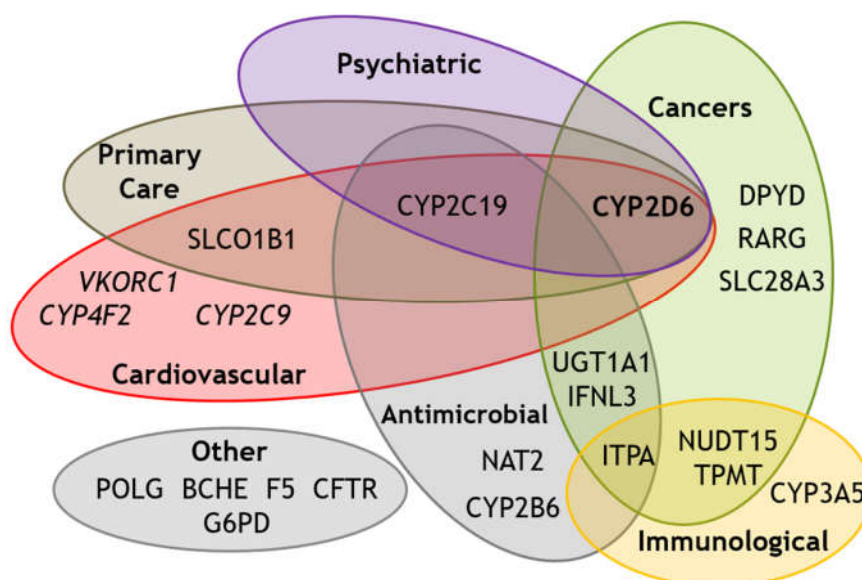 Psychiatric
Cancers
Primary
Care
CYP2C19
CYP2D6
DPYD
RARG
SLC28A3
SLCO1B1
VKORC1
CYP4F2
CYP2C9
Cardiovascular
UGT1A1
IFNL3
Antimicrobial
NAT2
CYP2B6
ITPA
NUDT15
TPMT
CYP3A5
Immunological
Other
POLG BCHE F5 CFTR
G6PD